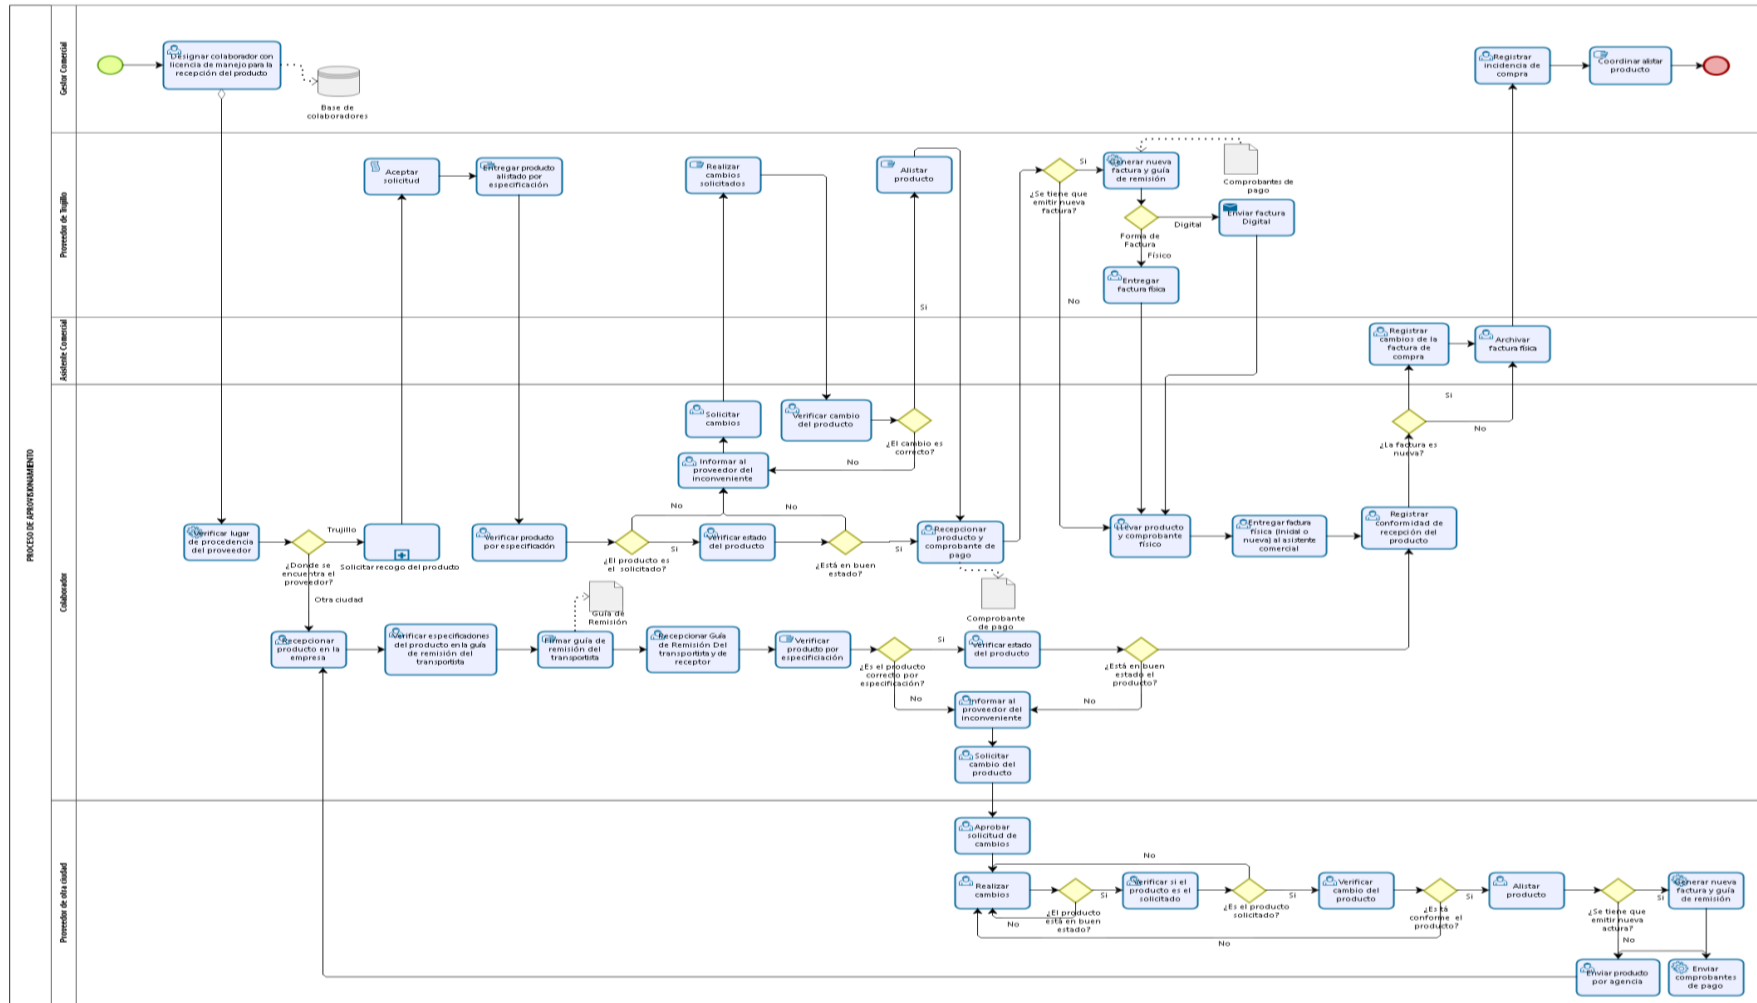 PROCESO DE APROVISIONAMIENTO
Gestor Comercial
Designar colaborador con
licencia de manejo para la
recepción del producto
Base de
colaboradores
Registrar
incidencia de
compra
Coordinar alistar
producto
Proveedor de Trujillo
Aceptar
solicitud
Entregar producto
alistado por
especificación
Realizar
cambios
solicitados
Alistar
producto
Si
¿Se tiene que
emitir nueva
factura?
Si
No
Generar nueva
factura y guía
de remisión
Comprobantes de
pago
Forma de
Factura
Digital
Enviar factura
Digital
Físico
Entregar
factura física
Asistente Comercial
Registrar
cambios de la
factura de
compra
Archivar
factura física
Colaborador
Solicitar
cambios
Verificar cambio
del producto
¿El cambio es
correcto?
No
Informar al
proveedor del
inconveniente
Si
No
¿La factura es
nueva?
Verificar lugar
de procedencia
del proveedor
Trujillo
¿Donde se
encuentra el
proveedor?
Otra ciudad
Solicitar recogo del producto
Verificar producto
por especificación
No
Si
¿El producto es
el solicitado?
Verificar estado
del producto
No
Si
¿Está en buen
estado?
Recepcionar
producto y
comprobante de
pago
Comprobante
de pago
Llevar producto
y comprobante
físico
Entregar factura
física (Inicial o
nueva) al asistente
comercial
Registrar
conformidad de
recepción del
producto
Recepcionar
producto en la
empresa
Verificar especificaciones
del producto en la guía de
remisión del
transportista
Guía de
Remisión
Firmar guía de
remisión del
transportista
Recepcionar Guía
de Remisión Del
transportita y de
receptor
Verificar
producto por
especificiación
Si
¿Es el producto
correcto por
especificación?
No
Verificar estado
del producto
¿Está en buen
estado el
producto?
No
Informar al
proveedor del
inconveniente
Solicitar
cambio del
producto
Proveedor de otra ciudad
Aprobar
solicitud de
cambios
No
Realizar
cambios
Si
¿El producto
está en buen
estado?
No
Verificar si el
producto es el
solicitado
Si
¿Es el producto
solicitado?
Verificar
cambio del
producto
Si
¿Está
conforme el
producto?
No
Alistar
producto
Si
¿Se tiene que
emitir nueva
actura?
No
Generar nueva
factura y guía
de remisión
Enviar producto
por agencia
Enviar
comprobantes
de pago